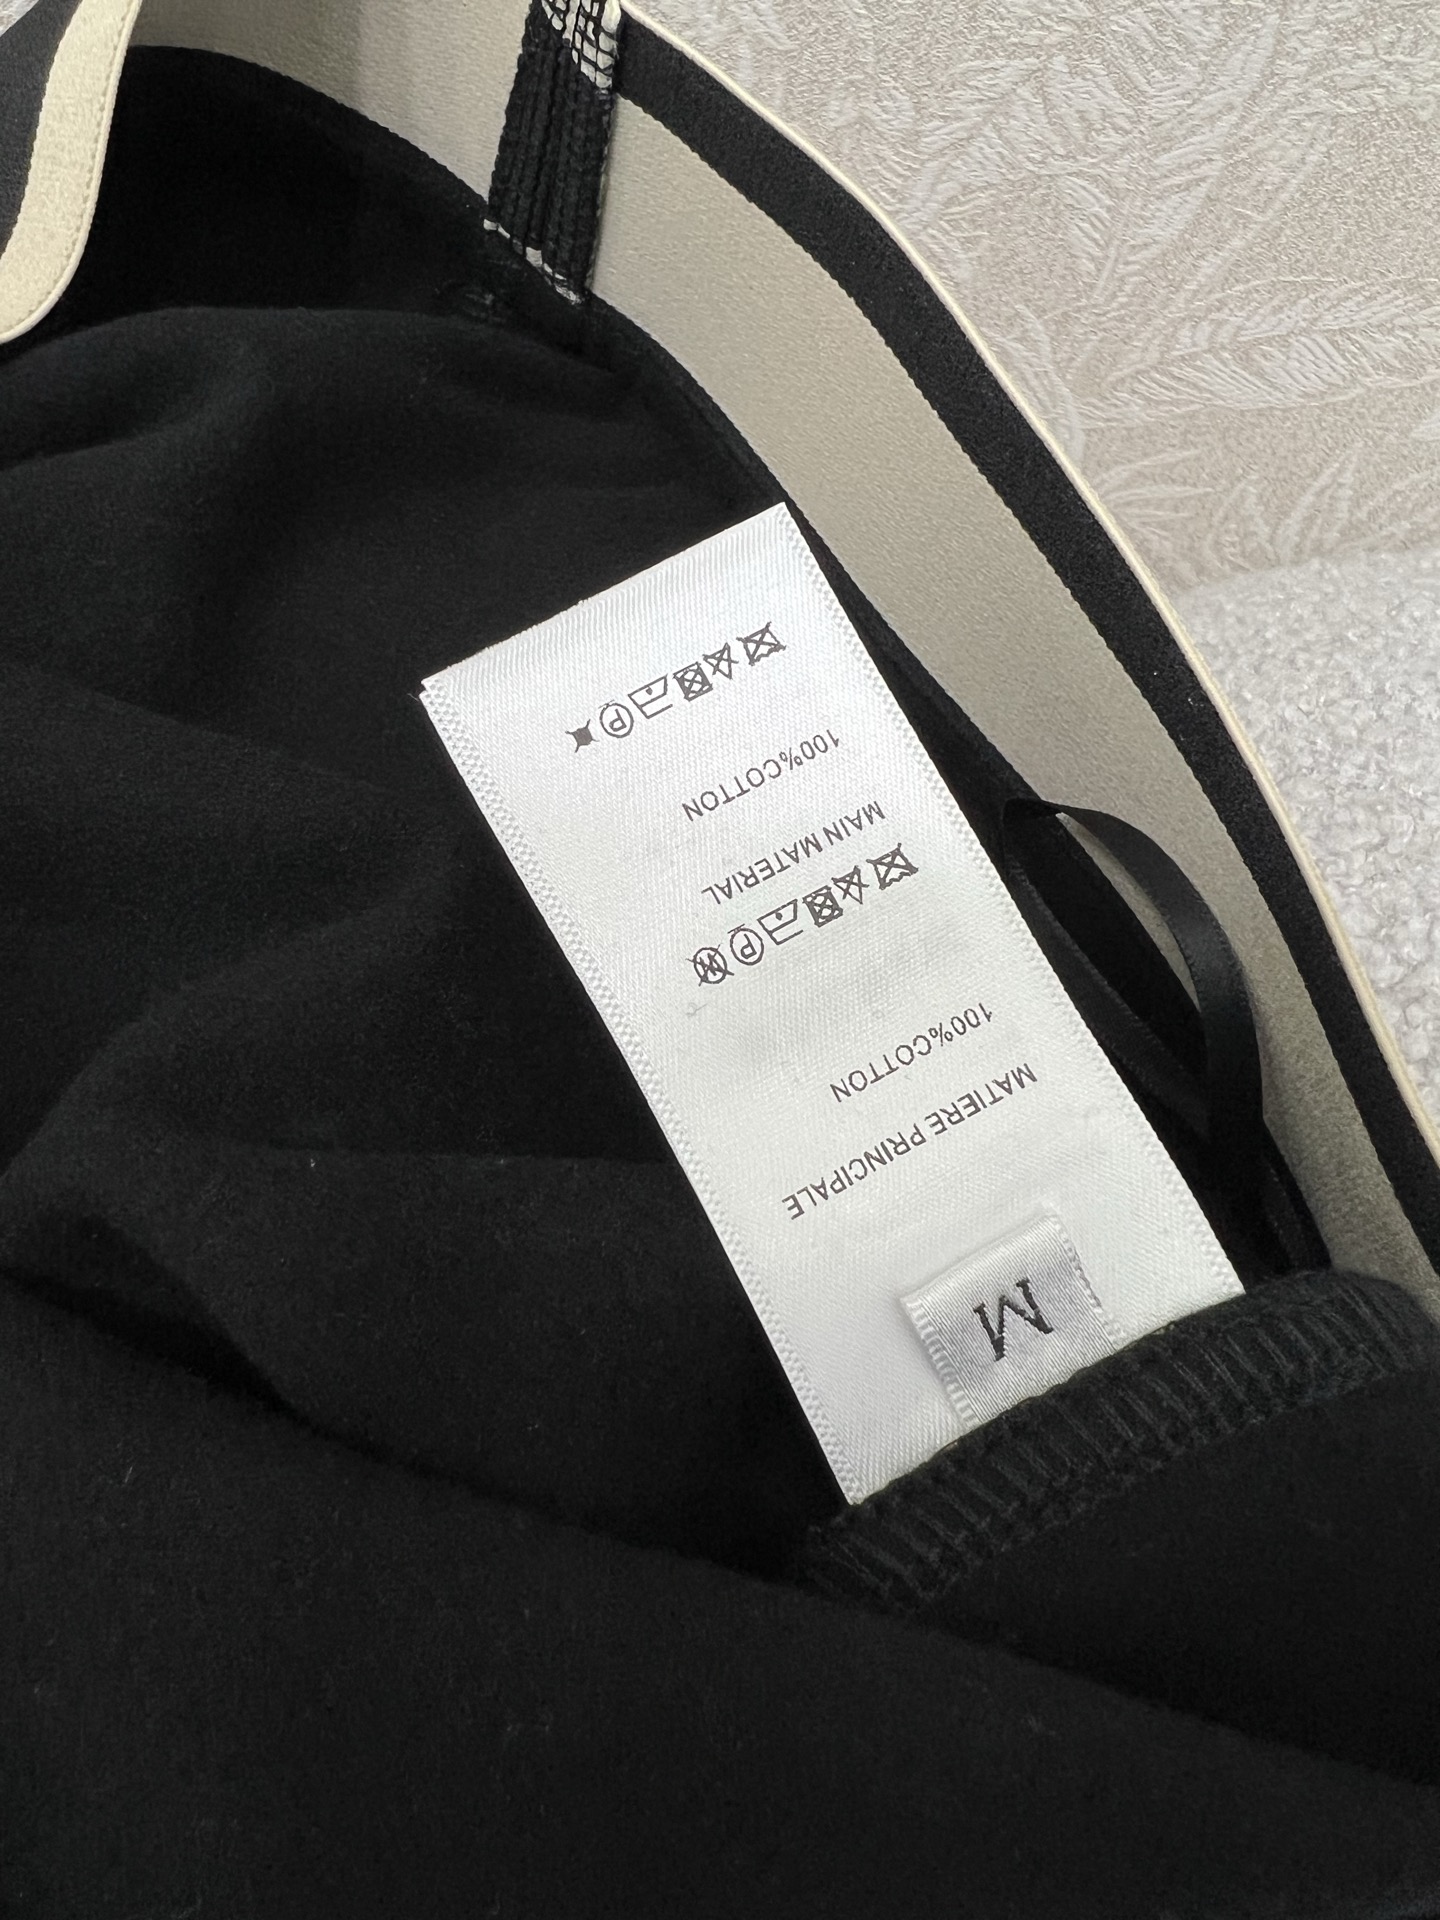 M
MATIERE PRINCIPALE
100%COTTON
MAIN MATERIAL
100%COTTON